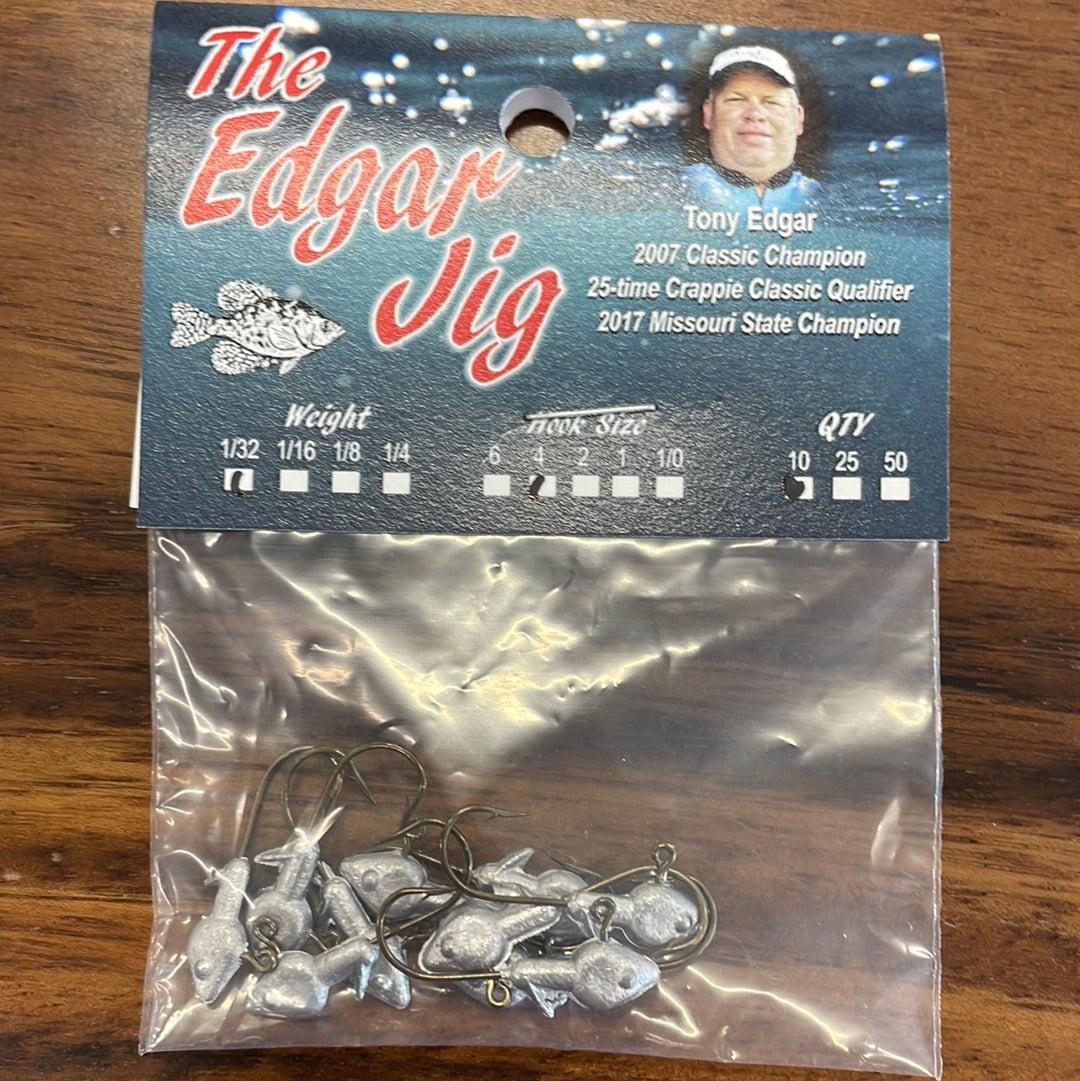 The
Edgar
Jig
Tony Edgar
2007 Classic Champion
25-time Crappie Classic Qualifier
2017 Missouri State Champion
Weight
1/32 1/16 1/8 1/4
Hook Size
6 4 2 1 1/0
QTY
10 25 50